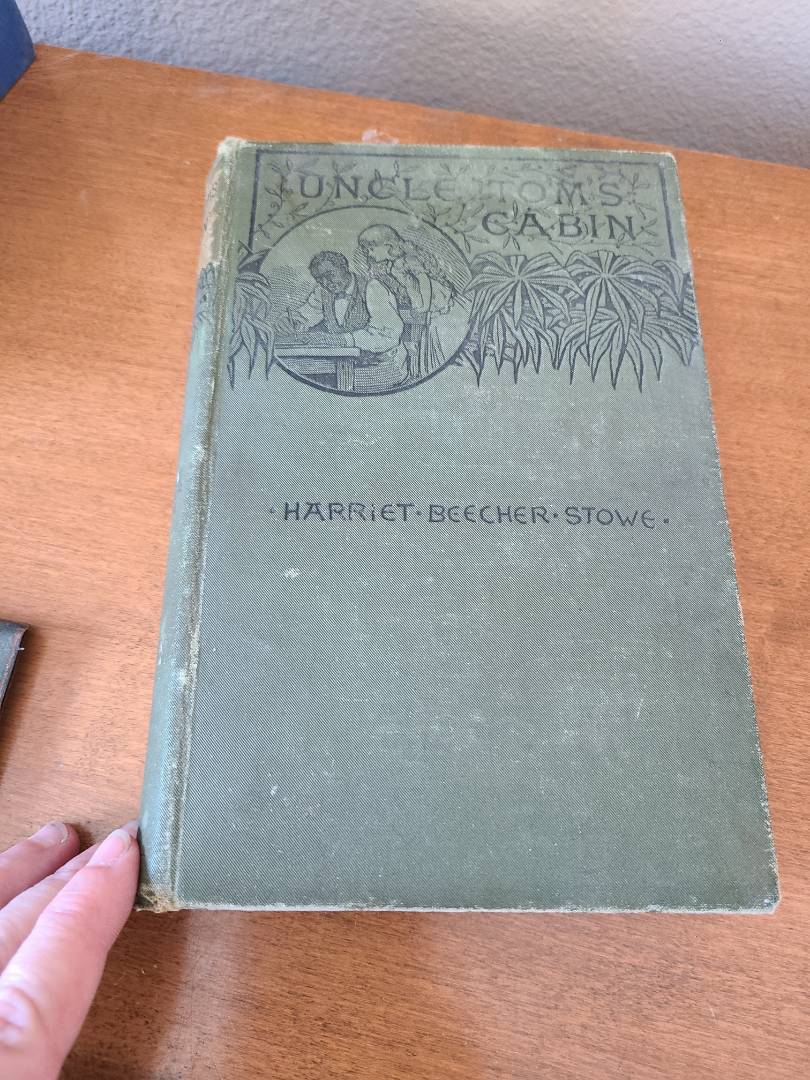 UNCLE TOM'S
CABIN
· HARRIET · BEECHER · STOWE ·